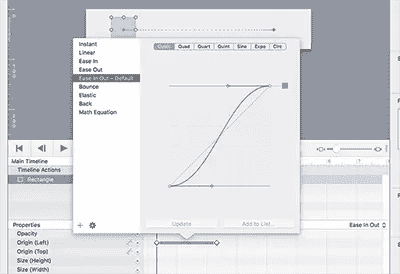 Instant
Linear
Ease In
Ease Out
Ease In Out - Default
Bounce
Elastic
Back
Math Equation
Quad Quart Quint Sine Expo Circ
Update Add to List...
Main Timeline
Timeline Actions
Rectangle
Properties
Ease In Out
Opacity
Origin (Left)
Origin (Top)
Size (Height)
Size (Width)